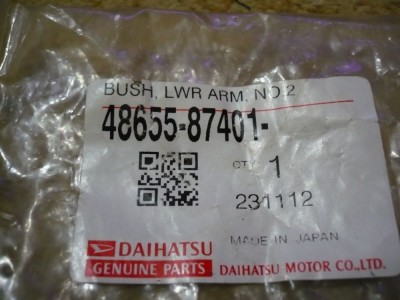 BUSH, LWR ARM, NO.2
48655-87401-
QTY 1
231112
MADE IN JAPAN
DAIHATSU
GENUINE PARTS DAIHATSU MOTOR CO.,LTD.